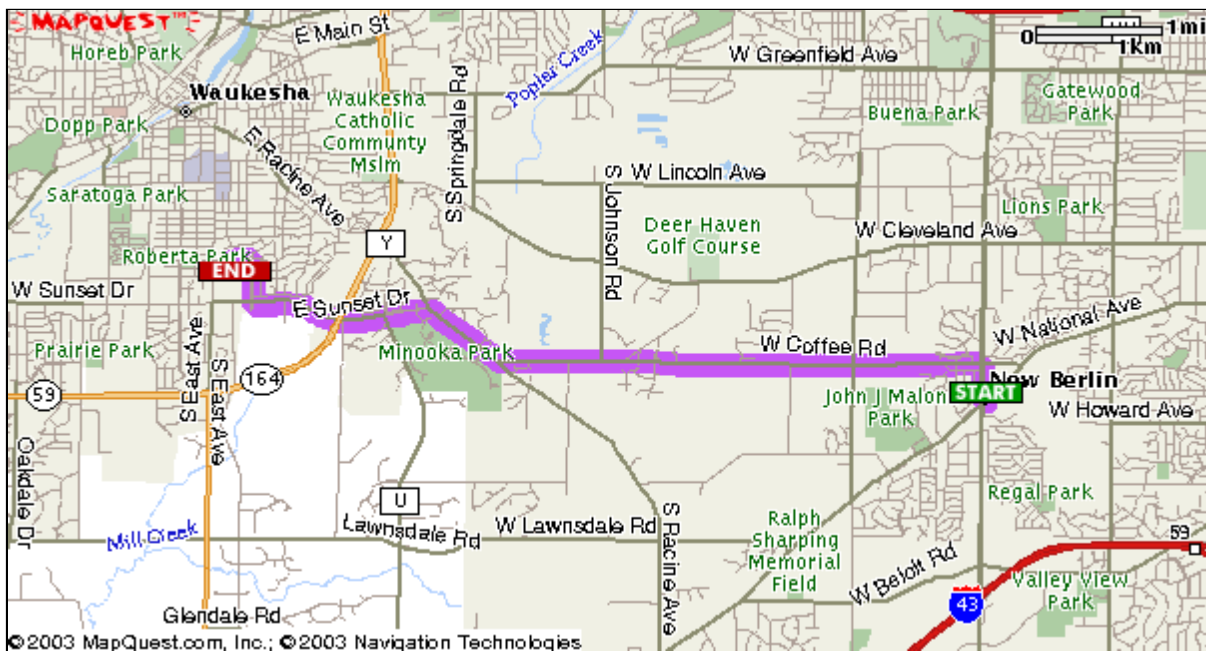 MAPQUEST™
E Main St
Horeb Park
W Greenfield Ave
0
1mi
1Km
Popler Creek
S Springdale Rd
Waukesha
Waukesha
Catholic
Communty
Mslm
Buena Park
Gatewood
Park
Dopp Park
E Racine Ave
W Lincoln Ave
Saratoga Park
S Johnson Rd
Deer Haven
Golf Course
Lions Park
W Cleveland Ave
Y
Roberta Park
END
W Sunset Dr
E Sunset Dr
W National Ave
Prairie Park
Minooka Park
W Coffee Rd
S East Ave
S East Ave
164
59
New Berlin
START
John J Malon
Park
W Howard Ave
Oakdale Dr
U
Regal Park
Lawnsdale Rd
W Lawnsdale Rd
S Racine Ave
Ralph
Sharping
Memorial
Field
Mill Creek
59
W Beloit Rd
Valley View
Park
43
Glendale Rd
©2003 MapQuest.com, Inc.; ©2003 Navigation Technologies